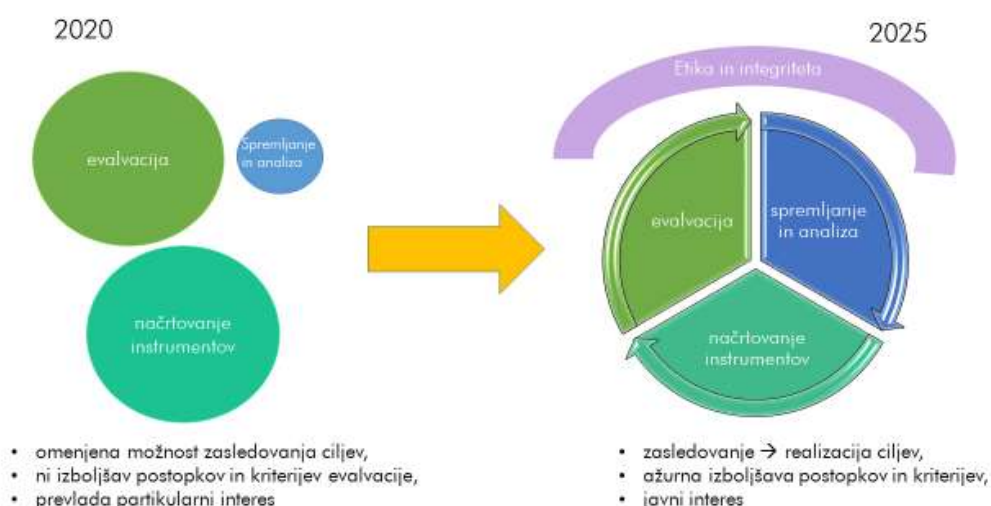 2020
evalvacija
Spremljanje
in analiza
načrtovanje
instrumentov
• omenjena možnost zasledovanja ciljev,
• ni izboljšav postopkov in kriterijev evalvacije,
• prevlada partikularni interes
2025
Etika in integriteta
evalvacija
spremljanje
in analiza
načrtovanje
instrumentov
• zasledovanje → realizacija ciljev,
• ažurna izboljšava postopkov in kriterijev,
• javni interes